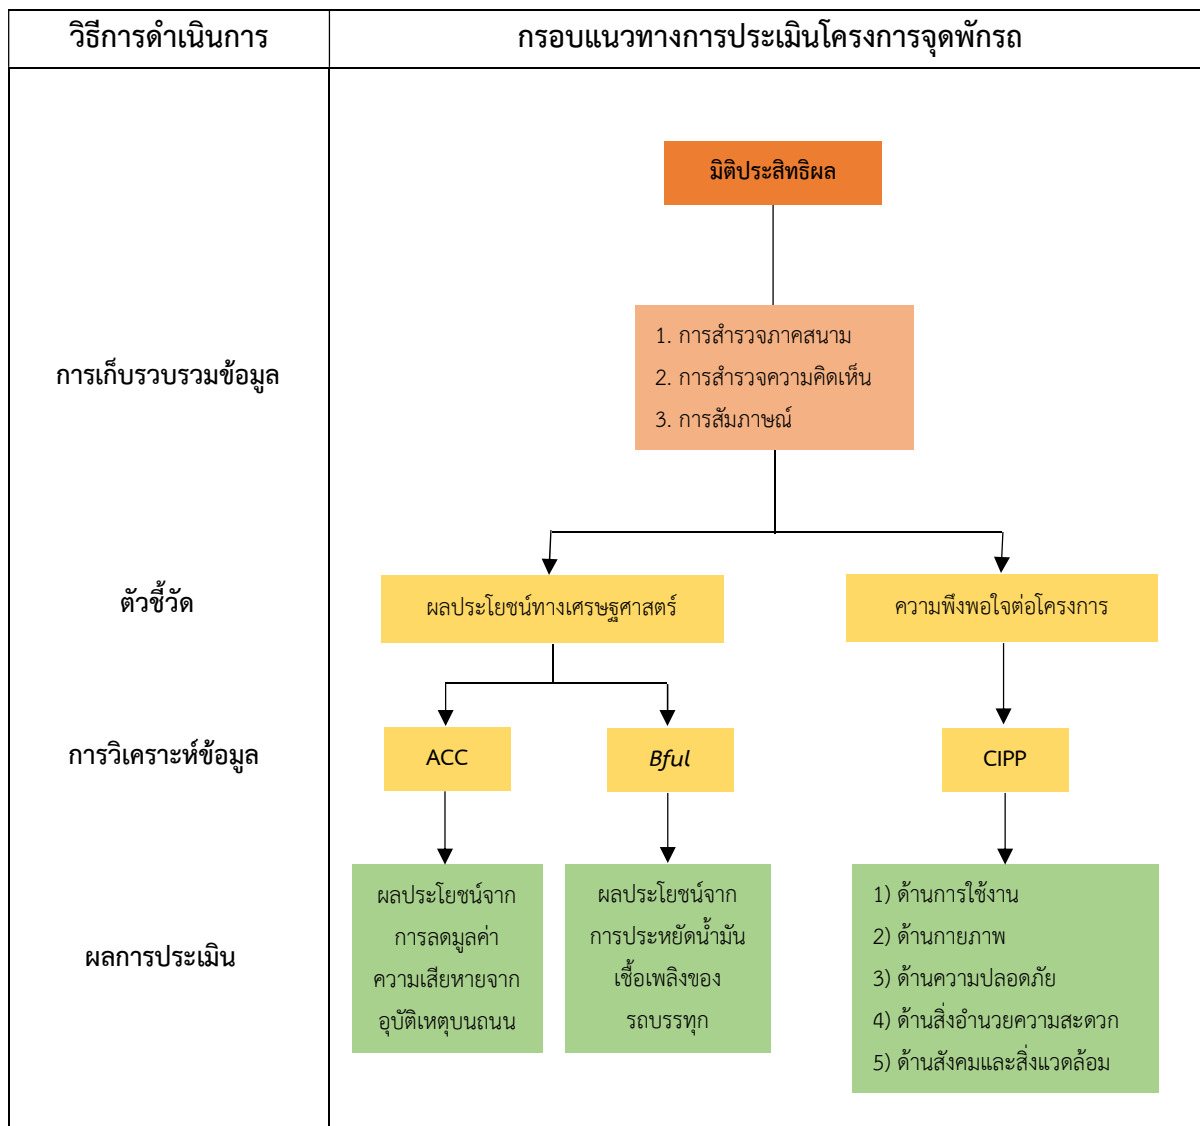 วิธีการดำเนินการ
กรอบแนวทางการประเมินโครงการจุดพักรถ
มิติประสิทธิผล
การเก็บรวบรวมข้อมูล
1. การสำรวจภาคสนาม
2. การสำรวจความคิดเห็น
3. การสัมภาษณ์
ตัวชี้วัด
ผลประโยชน์ทางเศรษฐศาสตร์
ความพึงพอใจต่อโครงการ
การวิเคราะห์ข้อมูล
ACC
Bful
CIPP
ผลการประเมิน
ผลประโยชน์จาก
การลดมูลค่า
ความเสียหายจาก
อุบัติเหตุบนถนน
ผลประโยชน์จาก
การประหยัดน้ำมัน
เชื้อเพลิงของ
รถบรรทุก
1) ด้านการใช้งาน
2) ด้านกายภาพ
3) ด้านความปลอดภัย
4) ด้านสิ่งอำนวยความสะดวก
5) ด้านสังคมและสิ่งแวดล้อม